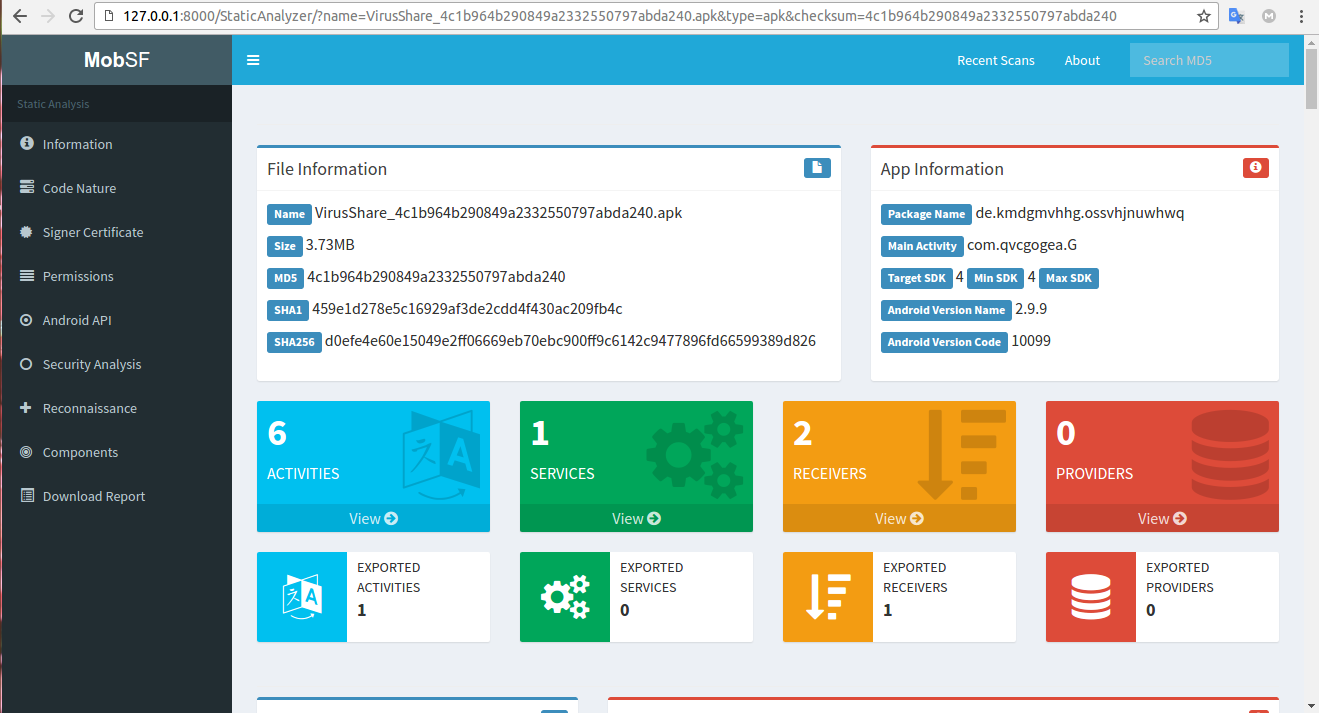 127.0.0.1:8000/StaticAnalyzer/?name=VirusShare_4c1b964b290849a2332550797abda240.apk&type=apk&checksum=4c1b964b290849a2332550797abda240
MobSF
Recent Scans
About
Search MD5
Static Analysis
Information
Code Nature
Signer Certificate
Permissions
Android API
Security Analysis
Reconnaissance
Components
Download Report
File Information
Name VirusShare_4c1b964b290849a2332550797abda240.apk
Size 3.73MB
MD5 4c1b964b290849a2332550797abda240
SHA1 459e1d278e5c16929af3de2cdd4f430ac209fb4c
SHA256 d0efe4e60e15049e2ff06669eb70ebc900ff9c6142c9477896fd66599389d826
App Information
Package Name de.kmdgmvhhg.ossvhjnuwhwq
Main Activity com.qvcgogea.G
Target SDK 4 Min SDK 4 Max SDK
Android Version Name 2.9.9
Android Version Code 10099
6
ACTIVITIES
View
1
SERVICES
View
2
RECEIVERS
View
0
PROVIDERS
View
EXPORTED
ACTIVITIES
1
EXPORTED
SERVICES
0
EXPORTED
RECEIVERS
1
EXPORTED
PROVIDERS
0